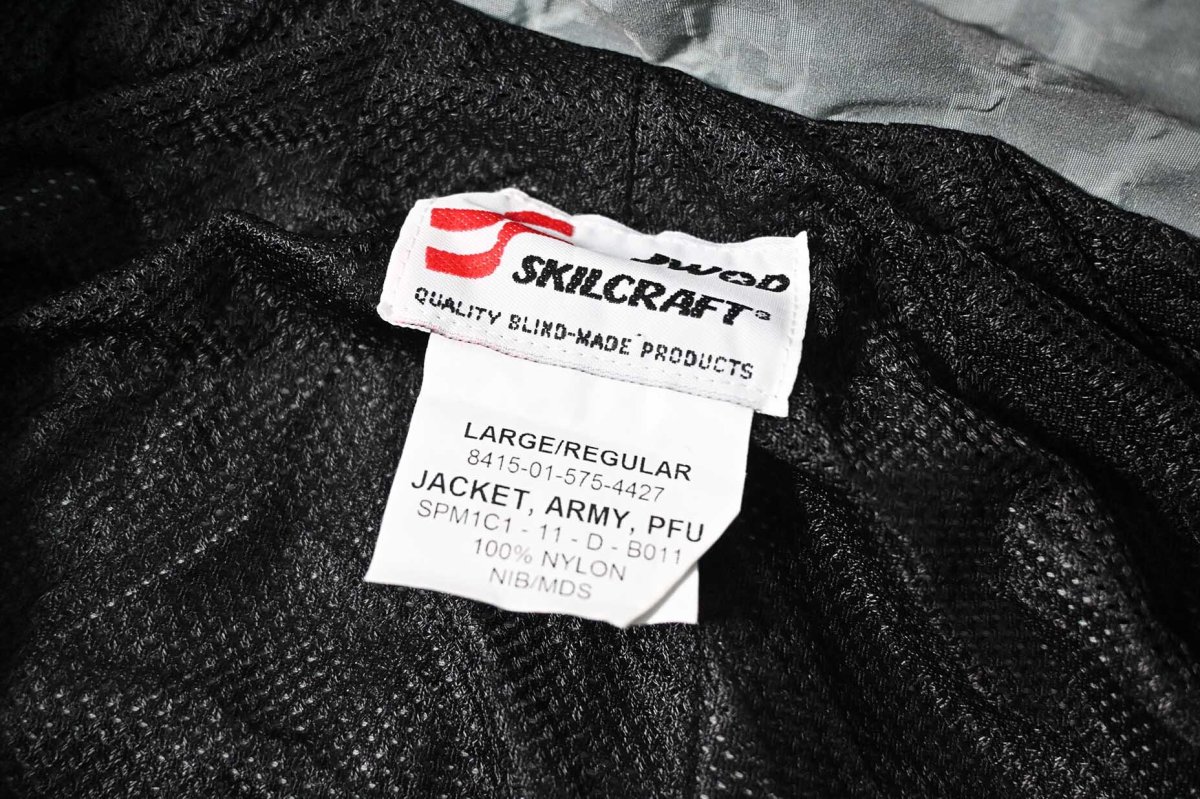 JWOD
SKILCRAFT®
QUALITY BLIND-MADE PRODUCTS
LARGE/REGULAR
8415-01-575-4427
JACKET, ARMY, PFU
SPM1C1 - 11 - D - B011
100% NYLON
NIB/MDS